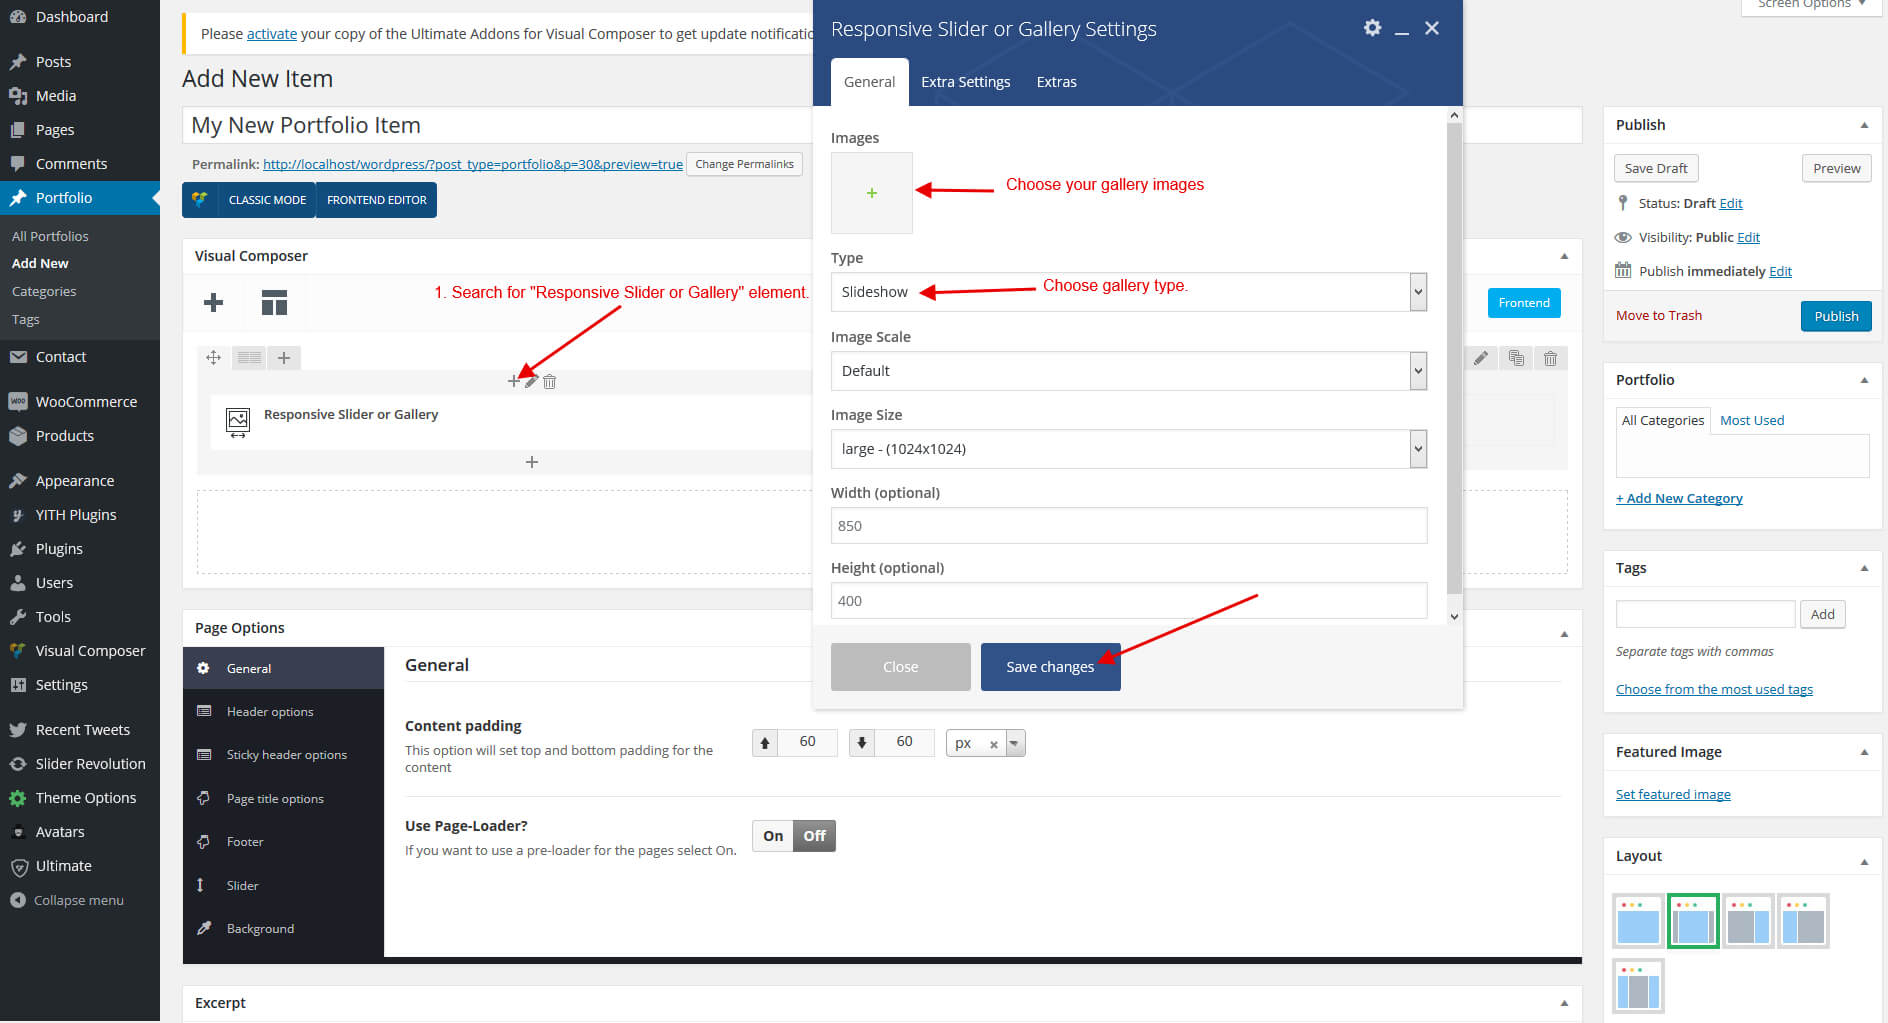 Dashboard
Posts
Media
Pages
Comments
Portfolio
All Portfolios
Add New
Categories
Tags
Contact
WooCommerce
Products
Appearance
YITH Plugins
Plugins
Users
Tools
Visual Composer
Settings
Recent Tweets
Slider Revolution
Theme Options
Avatars
Ultimate
Collapse menu
Screen Options
Please activate your copy of the Ultimate Addons for Visual Composer to get update notificatio
Add New Item
My New Portfolio Item
Permalink: http://localhost/wordpress/?post_type=portfolio&p=30&preview=true Change Permalinks
CLASSIC MODE FRONTEND EDITOR
Visual Composer
1. Search for "Responsive Slider or Gallery" element.
Frontend
Responsive Slider or Gallery
Page Options
General
Header options
Sticky header options
Page title options
Footer
Slider
Background
General
Content padding
This option will set top and bottom padding for the
content
60 60 px
Use Page-Loader?
If you want to use a pre-loader for the pages select On.
On Off
Excerpt
Responsive Slider or Gallery Settings
General Extra Settings Extras
Images
Choose your gallery images
Type
Slideshow
Choose gallery type.
Image Scale
Default
Image Size
large - (1024x1024)
Width (optional)
850
Height (optional)
400
Close Save changes
Publish
Save Draft Preview
Status: Draft Edit
Visibility: Public Edit
Publish immediately Edit
Move to Trash Publish
Portfolio
All Categories Most Used
+ Add New Category
Tags
Add
Separate tags with commas
Choose from the most used tags
Featured Image
Set featured image
Layout